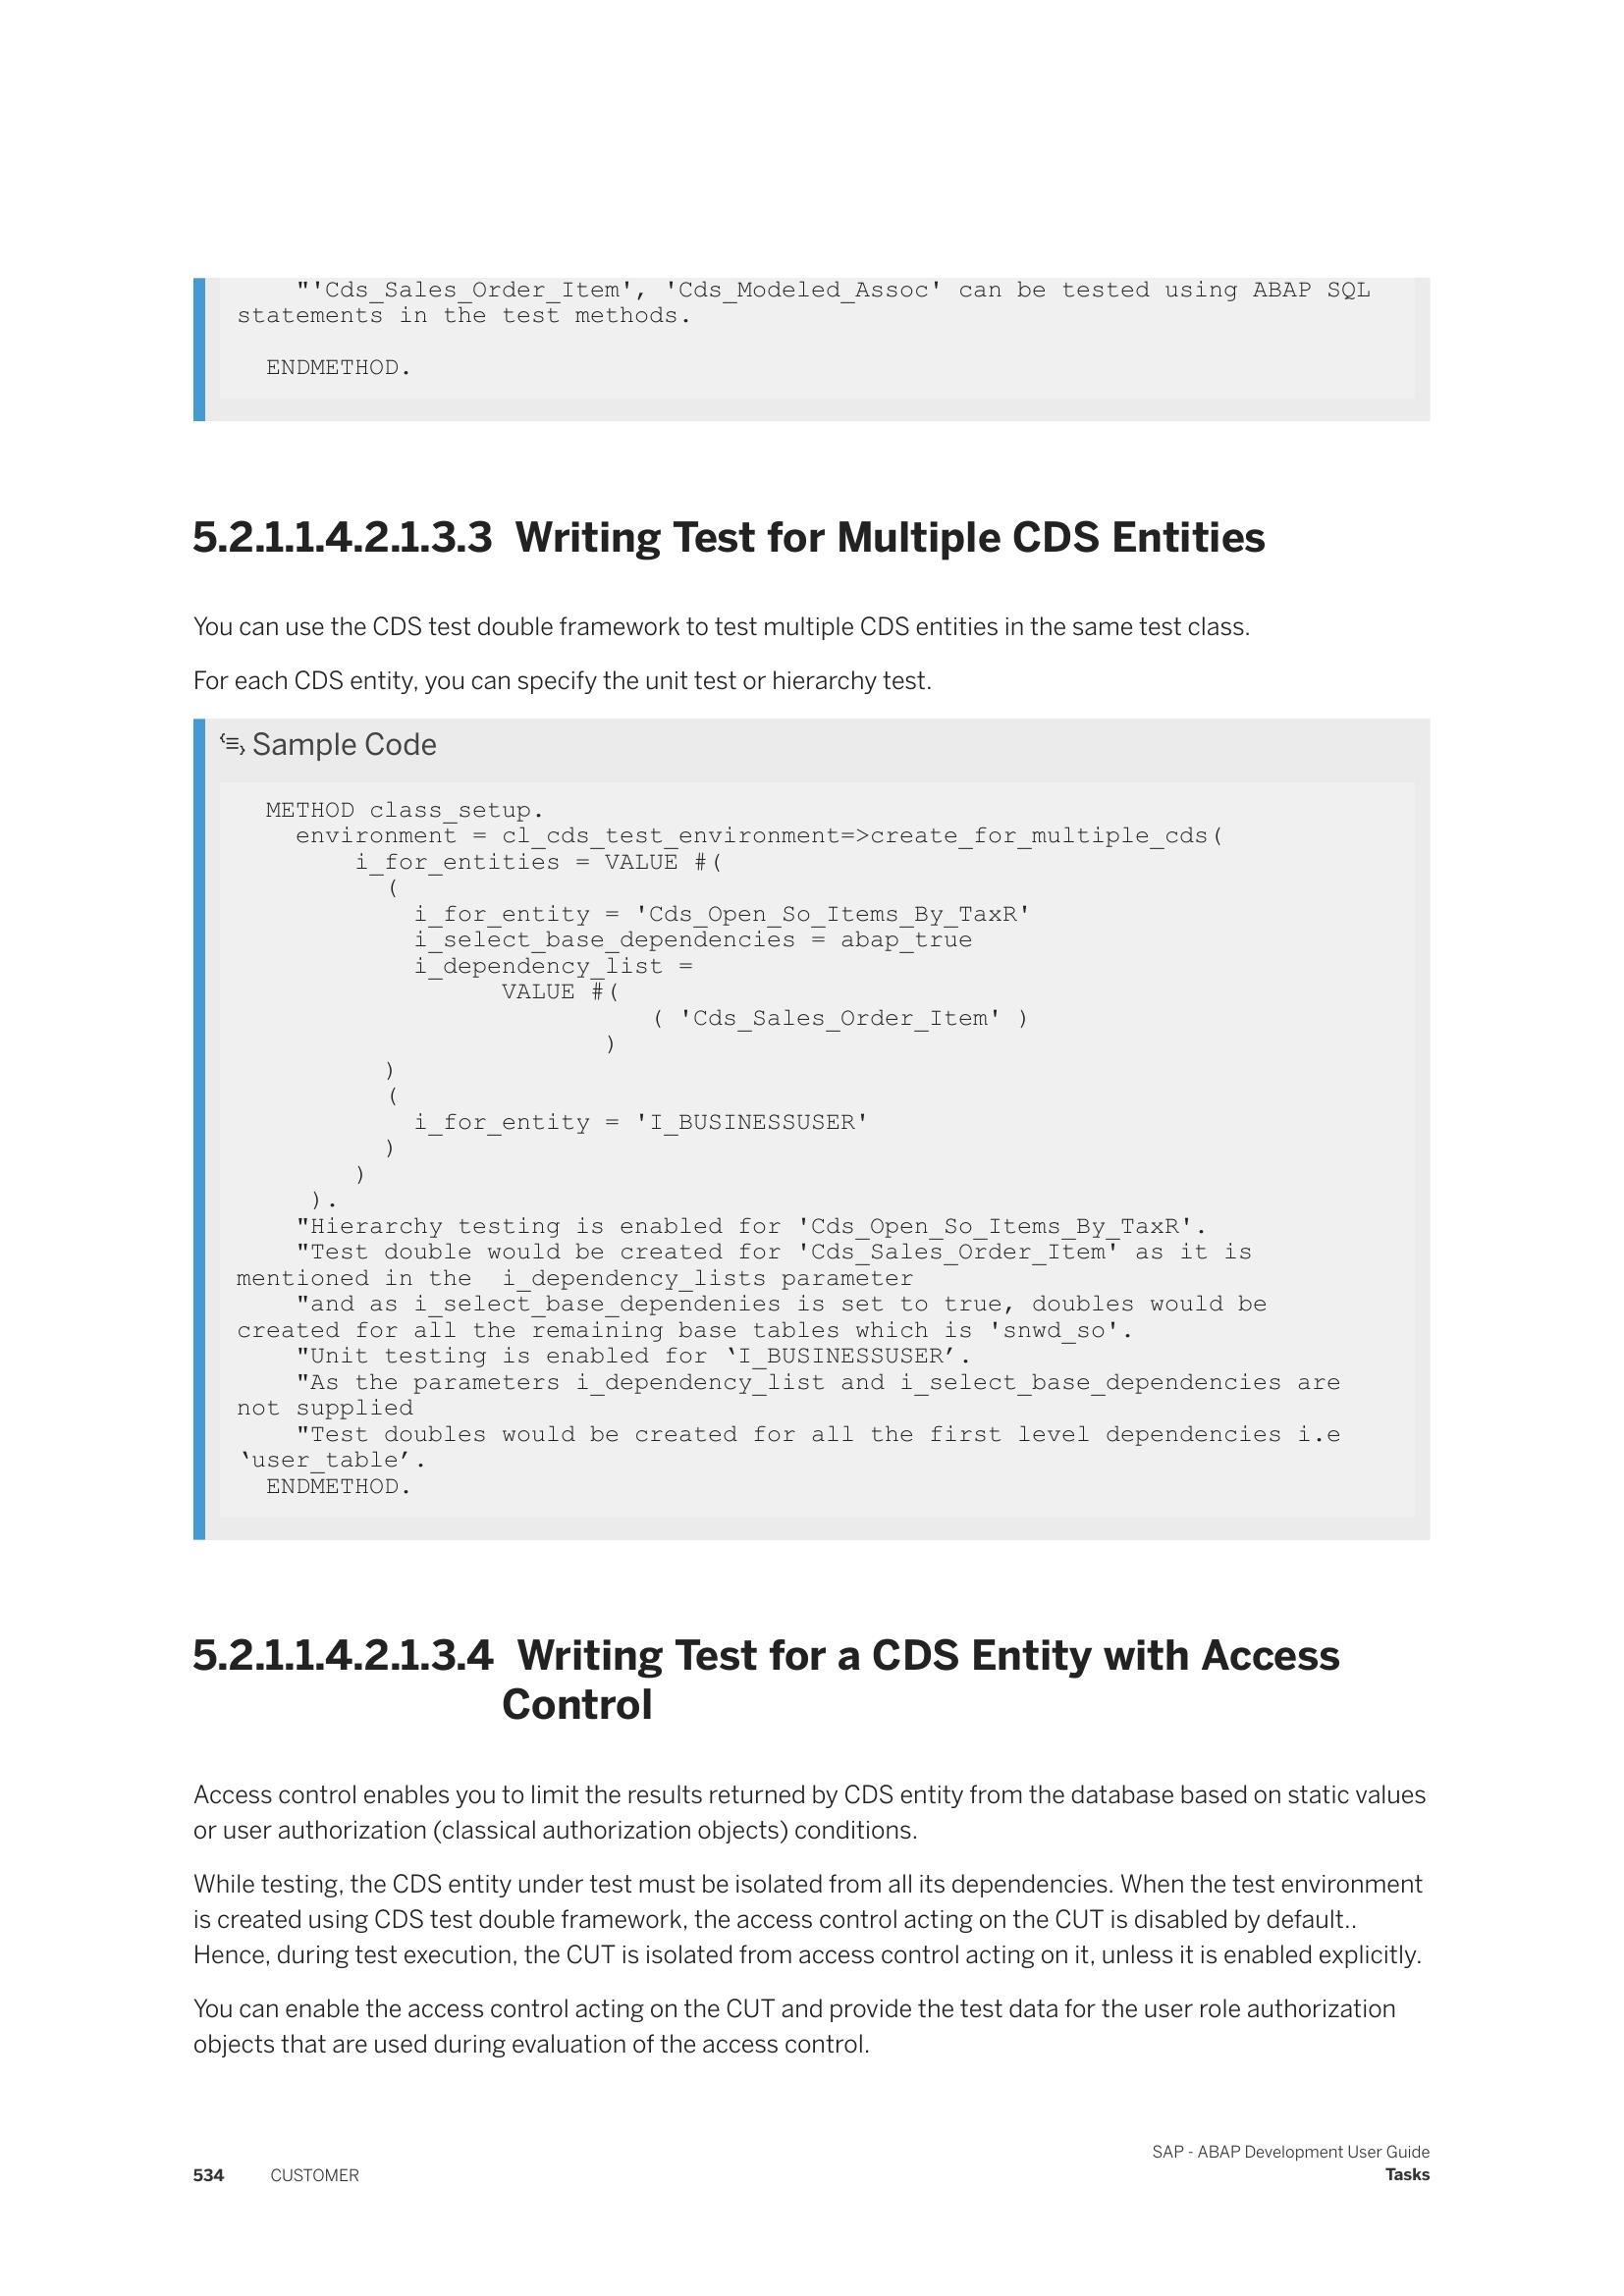 "'Cds_Sales_Order_Item', 'Cds_Modeled_Assoc' can be tested using ABAP SQL
statements in the test methods.
ENDMETHOD.
5.2.1.1.4.2.1.3.3 Writing Test for Multiple CDS Entities
You can use the CDS test double framework to test multiple CDS entities in the same test class.
For each CDS entity, you can specify the unit test or hierarchy test.
Sample Code
METHOD class_setup.
environment = cl_cds_test_environment=>create_for_multiple_cds(
i_for_entities = VALUE #(
(
i_for_entity = 'Cds_Open_So_Items_By_TaxR'
i_select_base_dependencies = abap_true
i_dependency_list =
VALUE #(
( 'Cds_Sales_Order_Item' )
)
)
(
i_for_entity = 'I_BUSINESSUSER'
)
)
).
"Hierarchy testing is enabled for 'Cds_Open_So_Items_By_TaxR'.
"Test double would be created for 'Cds_Sales_Order_Item' as it is
mentioned in the  i_dependency_lists parameter
"and as i_select_base_dependenies is set to true, doubles would be
created for all the remaining base tables which is 'snwd_so'.
"Unit testing is enabled for ‘I_BUSINESSUSER’.
"As the parameters i_dependency_list and i_select_base_dependencies are
not supplied
"Test doubles would be created for all the first level dependencies i.e
‘user_table’.
ENDMETHOD.
5.2.1.1.4.2.1.3.4 Writing Test for a CDS Entity with Access
Control
Access control enables you to limit the results returned by CDS entity from the database based on static values
or user authorization (classical authorization objects) conditions.
While testing, the CDS entity under test must be isolated from all its dependencies. When the test environment
is created using CDS test double framework, the access control acting on the CUT is disabled by default..
Hence, during test execution, the CUT is isolated from access control acting on it, unless it is enabled explicitly.
You can enable the access control acting on the CUT and provide the test data for the user role authorization
objects that are used during evaluation of the access control.
SAP - ABAP Development User Guide
534 CUSTOMER Tasks